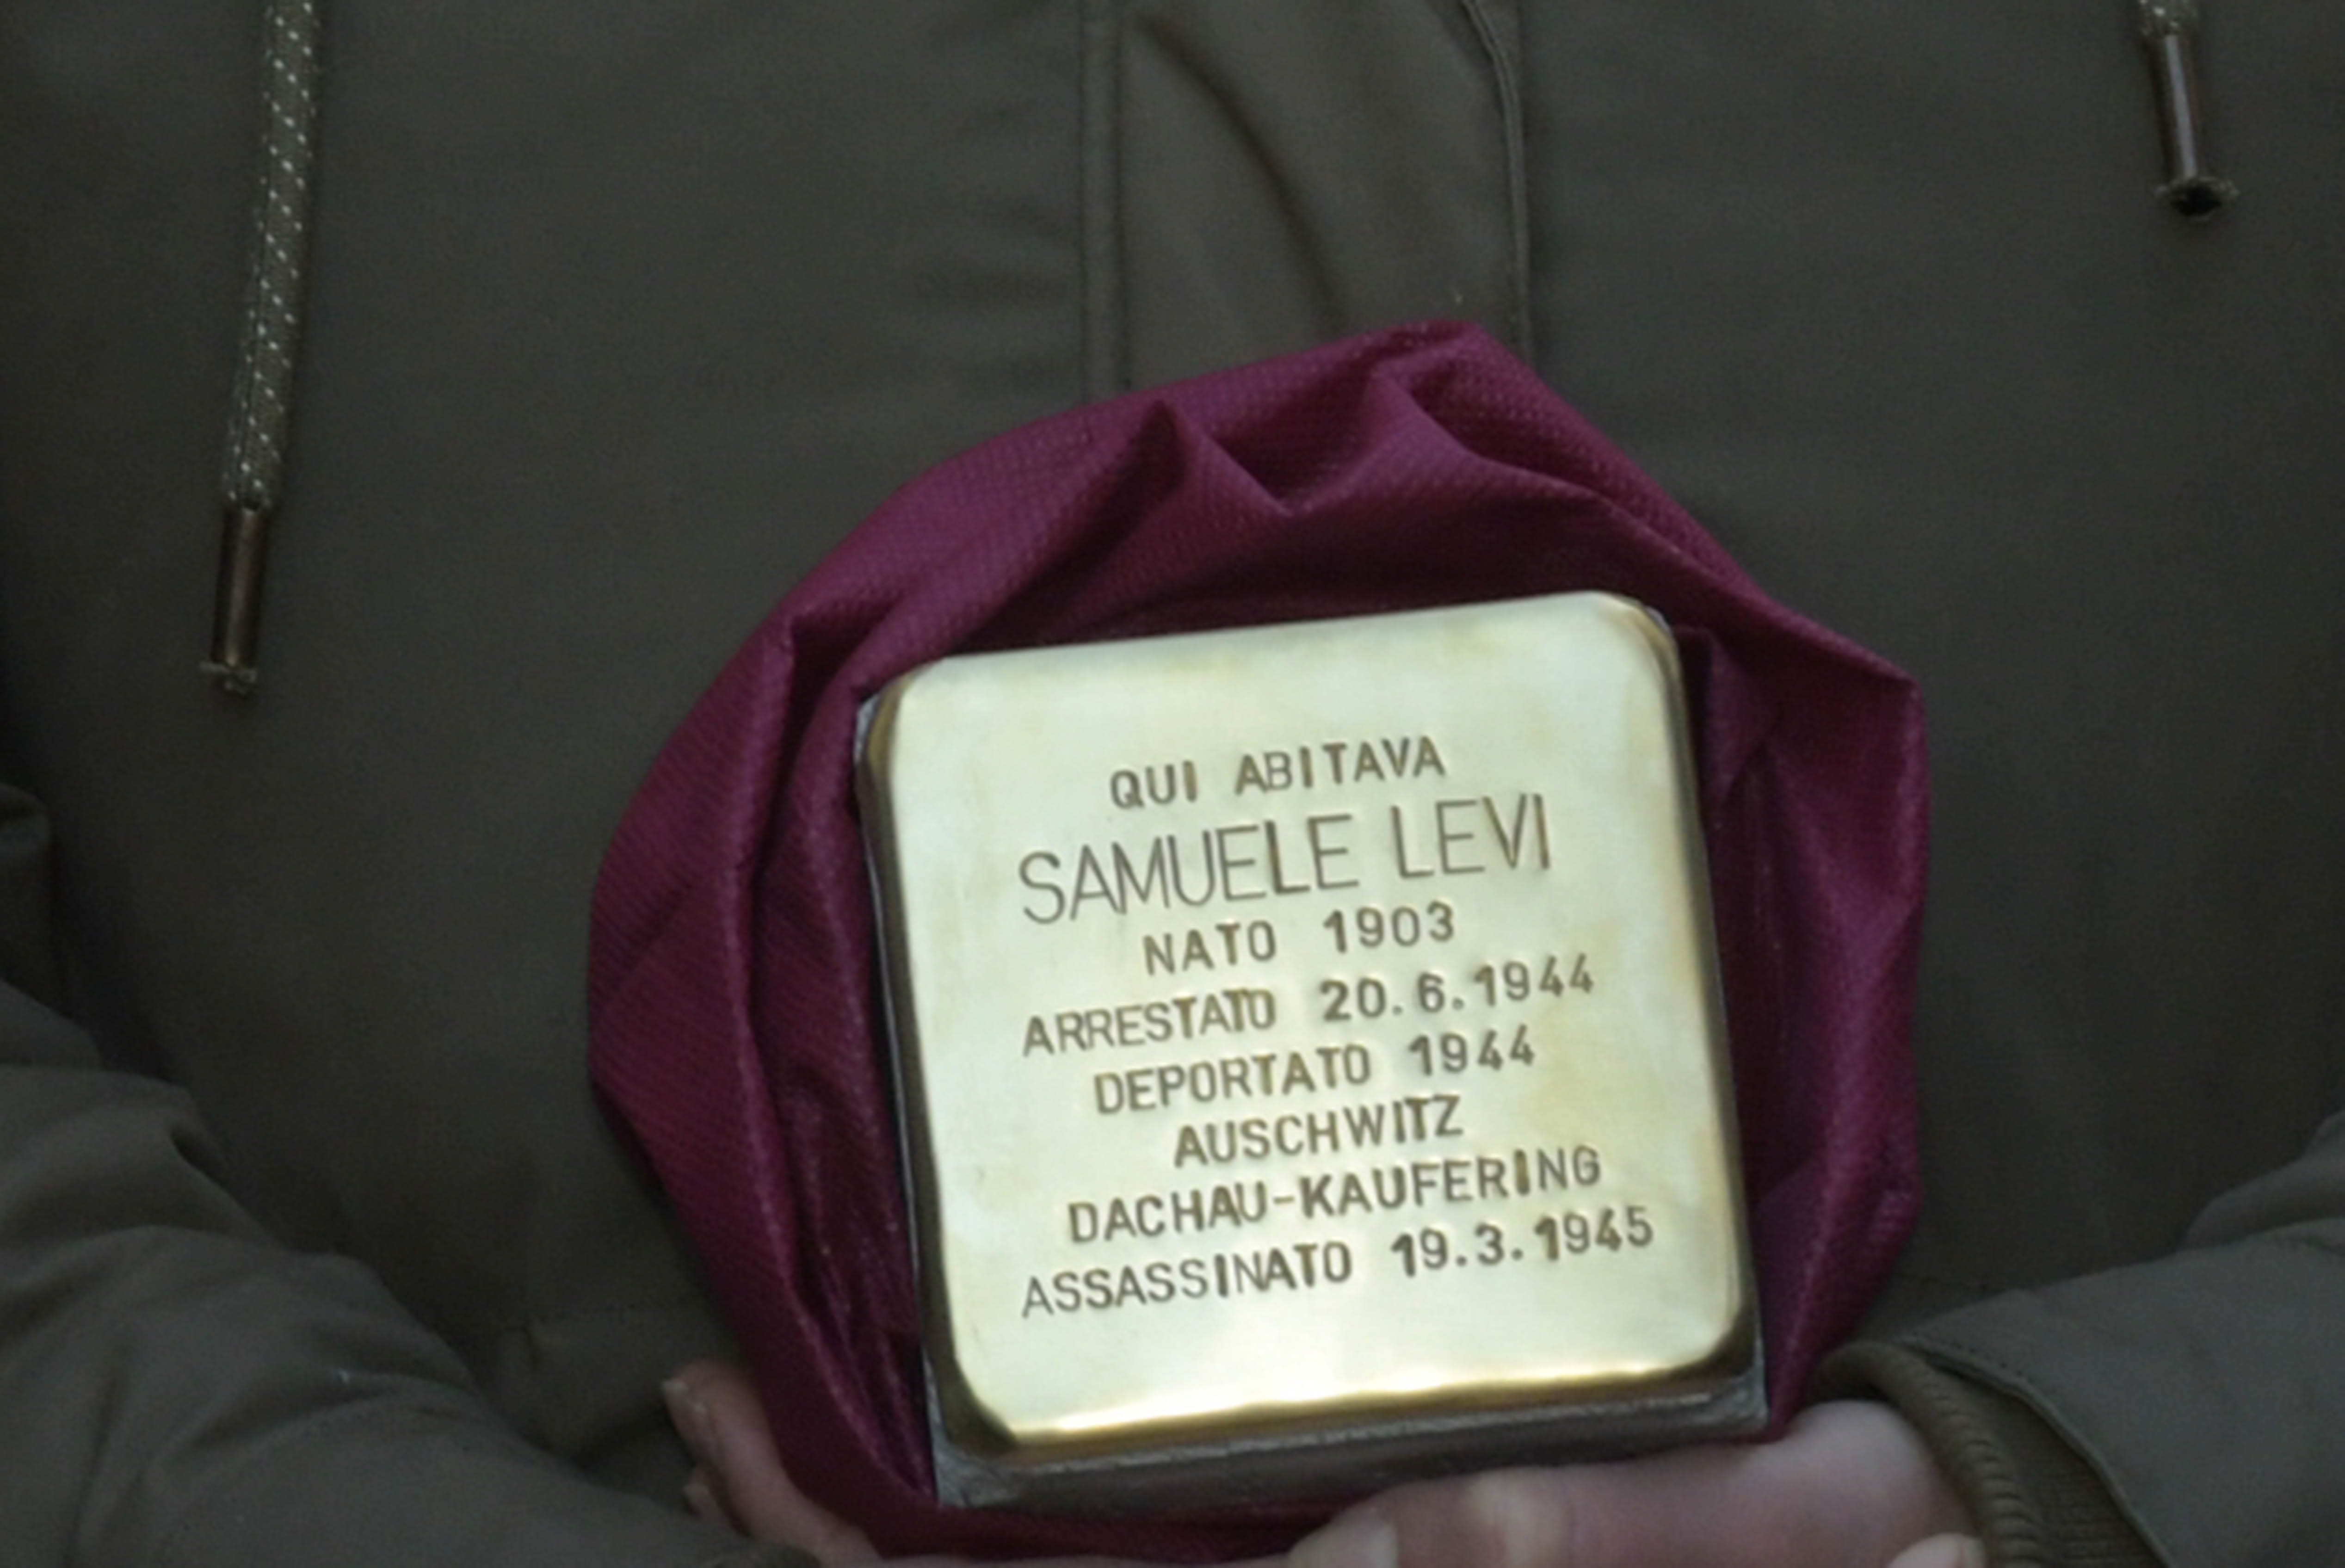 QUI ABITAVA
SAMUELE LEVI
NATO 1903
ARRESTATO 20.6.1944
DEPORTATO 1944
AUSCHWITZ
DACHAU-KAUFERING
ASSASSINATO 19.3.1945